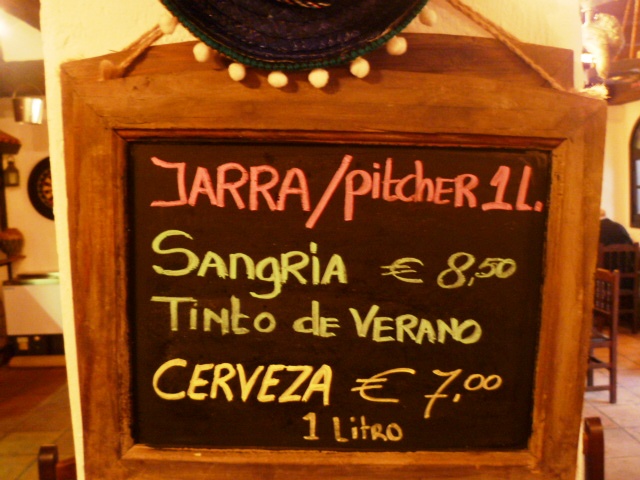 JARRA/pitcher 1L.
Sangria € 8,50
Tinto de Verano
CERVEZA € 7,00
1 Litro